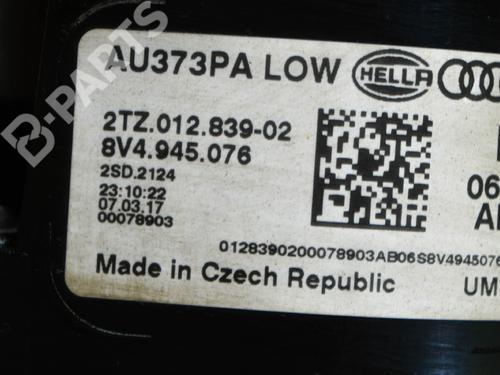 AU373PA LOW HELLA
2TZ.012.839-02
8V4.945.076
2SD.2124
23:10:22
07.03.17
00078903
06
0128390200078903AB06S8V4945076
Made in Czech Republic UM
B-PARTS